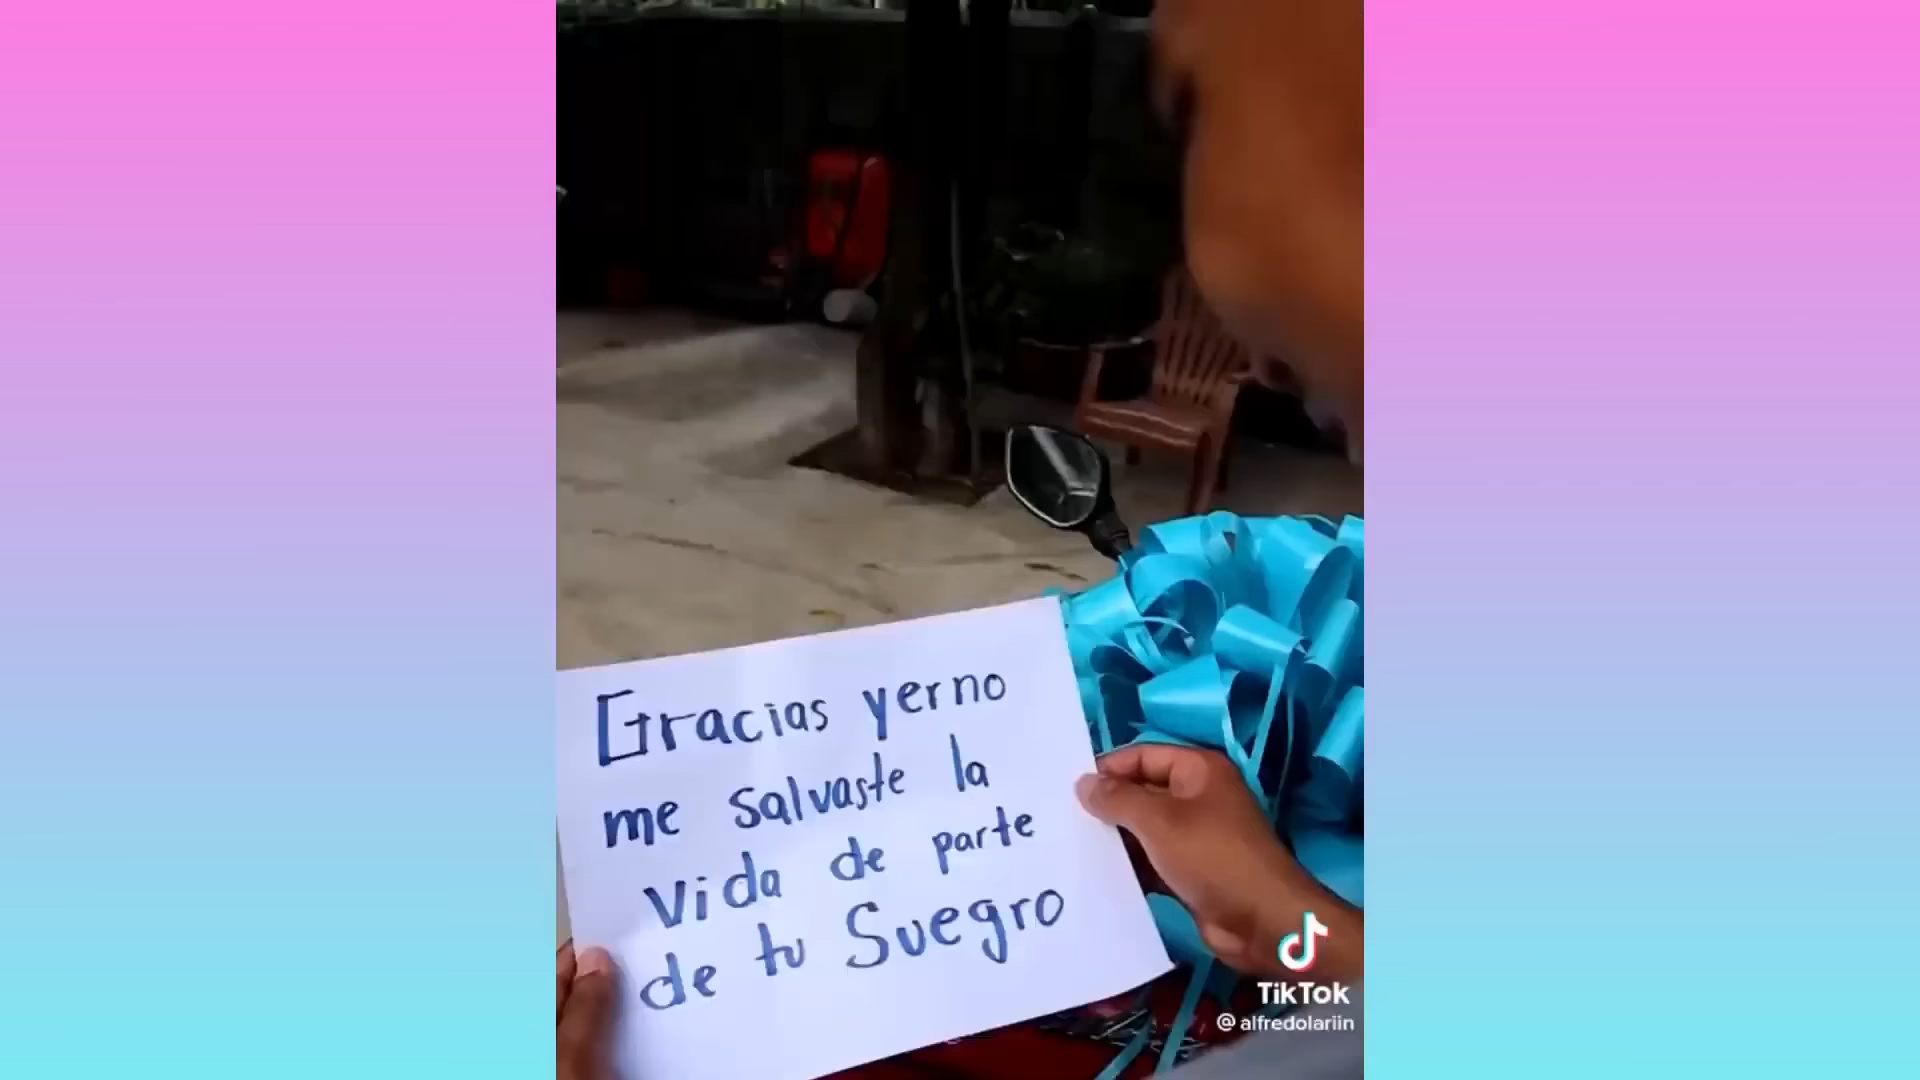 Gracias yerno
me salvaste la
vida de parte
de tu Suegro
TikTok
@alfredolariin